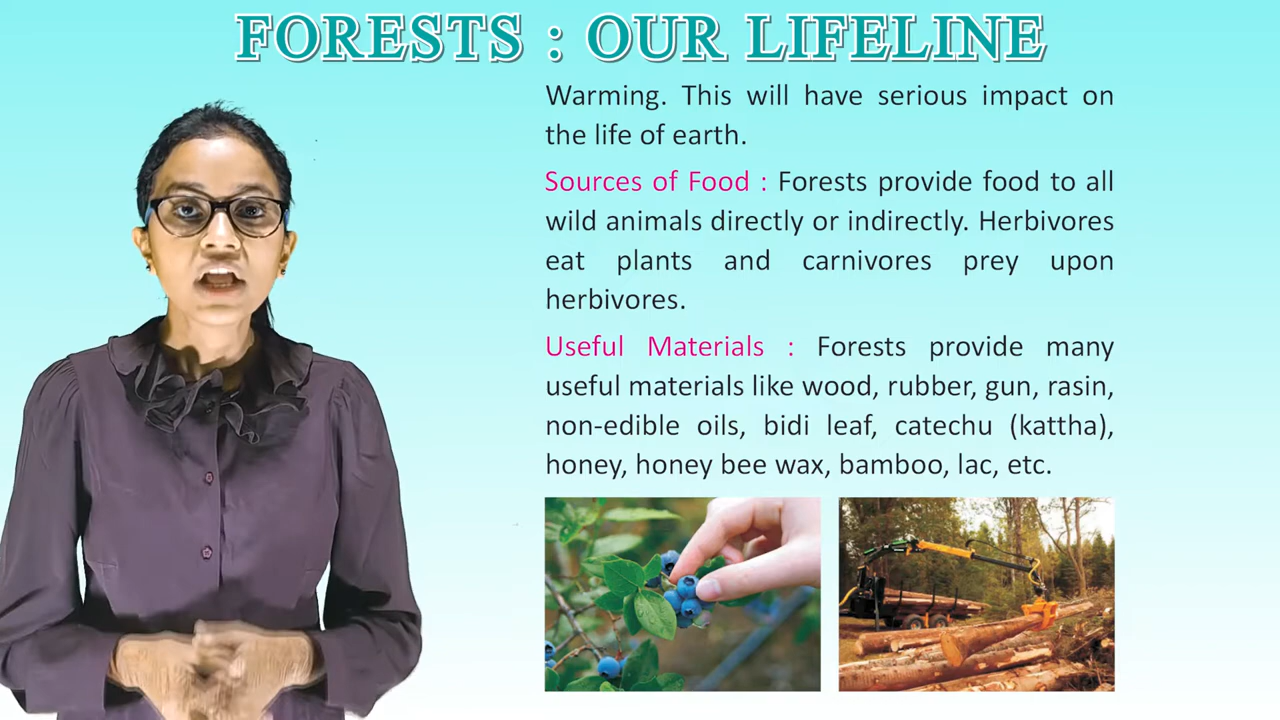 FORESTS : OUR LIFELINE
Warming. This will have serious impact on
the life of earth.
Sources of Food : Forests provide food to all
wild animals directly or indirectly. Herbivores
eat plants and carnivores prey upon
herbivores.
Useful Materials : Forests provide many
useful materials like wood, rubber, gun, rasin,
non-edible oils, bidi leaf, catechu (kattha),
honey, honey bee wax, bamboo, lac, etc.